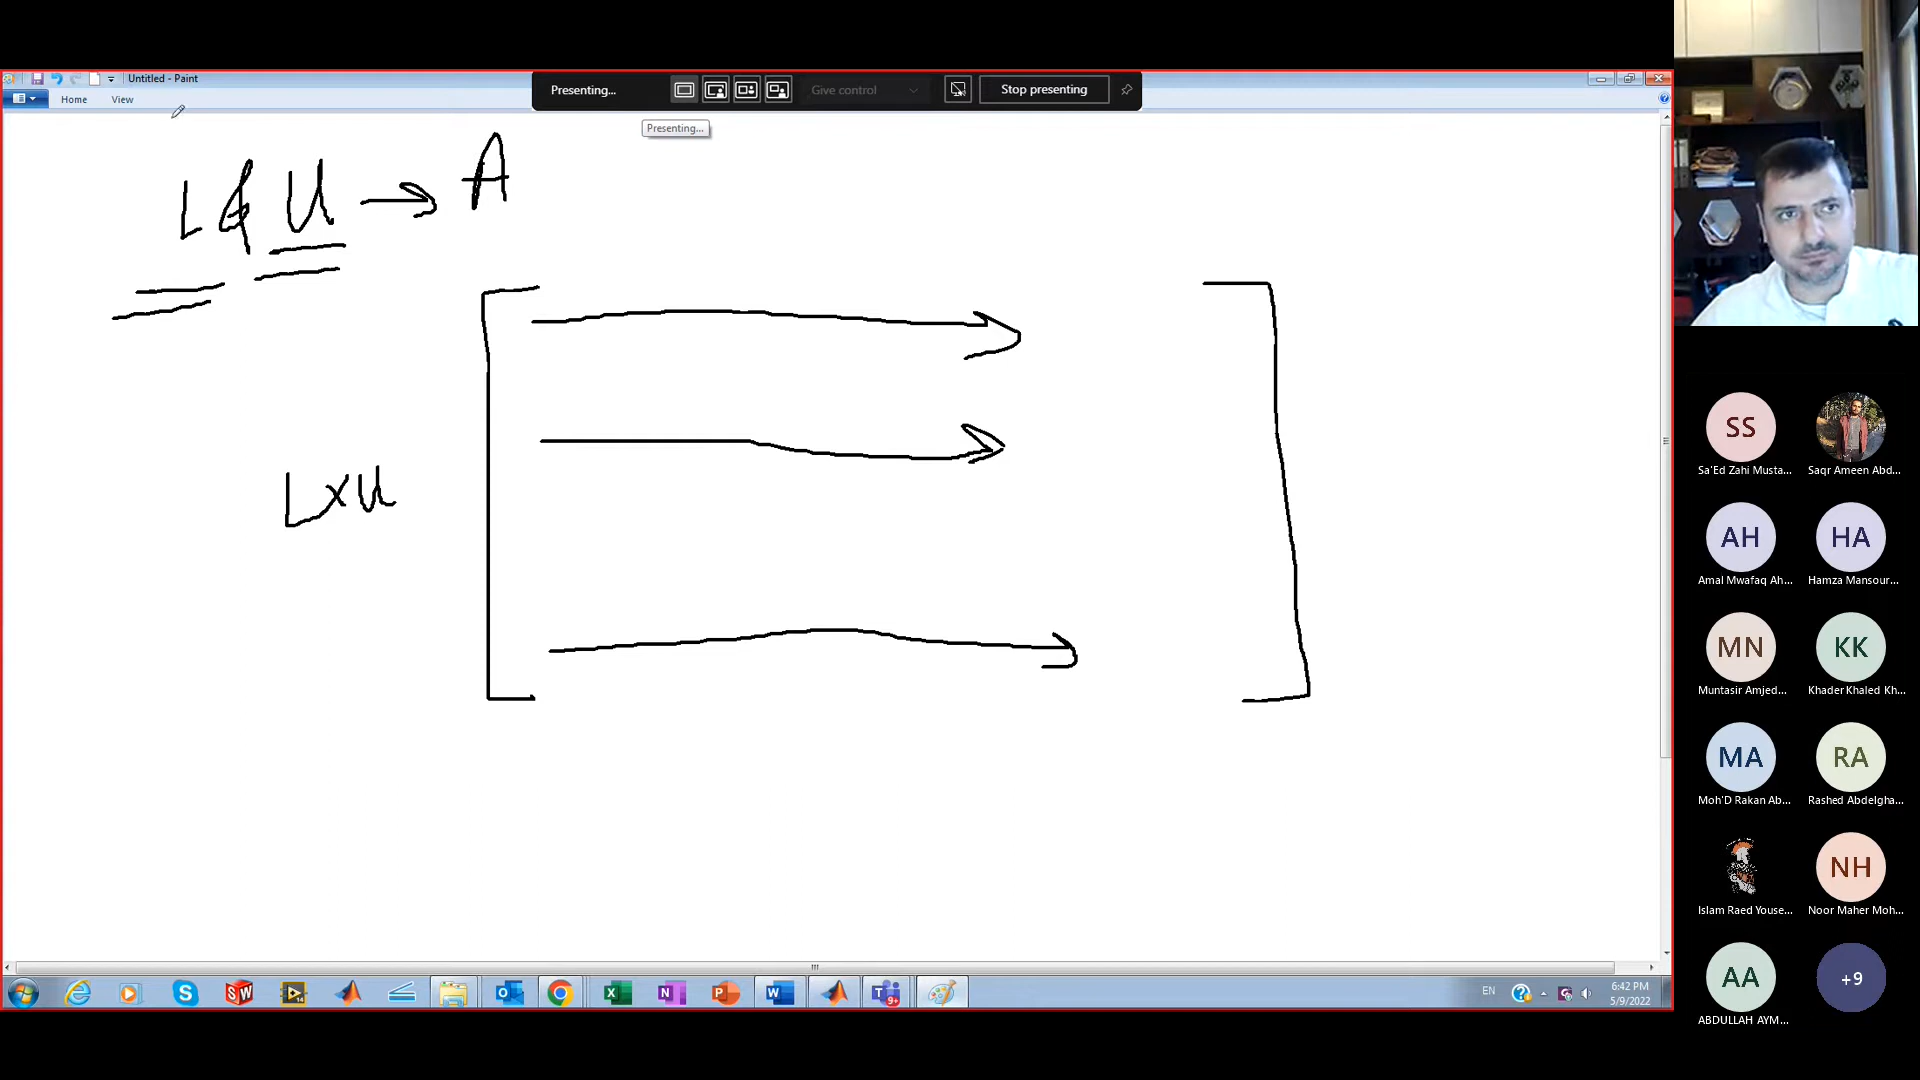 Untitled - Paint
Home View
Presenting... Give control Stop presenting
Presenting...
L & U → A
L×U
SS
Sa'Ed Zahi Musta...
Saqr Ameen Abd...
AH HA
Amal Mwafaq Ah... Hamza Mansour...
MN KK
Muntasir Amjed... Khader Khaled Kh...
MA RA
Moh'D Rakan Ab... Rashed Abdelgha...
NH
Islam Raed Youse... Noor Maher Moh...
AA +9
ABDULLAH AYM...
EN 6:42 PM
5/9/2022